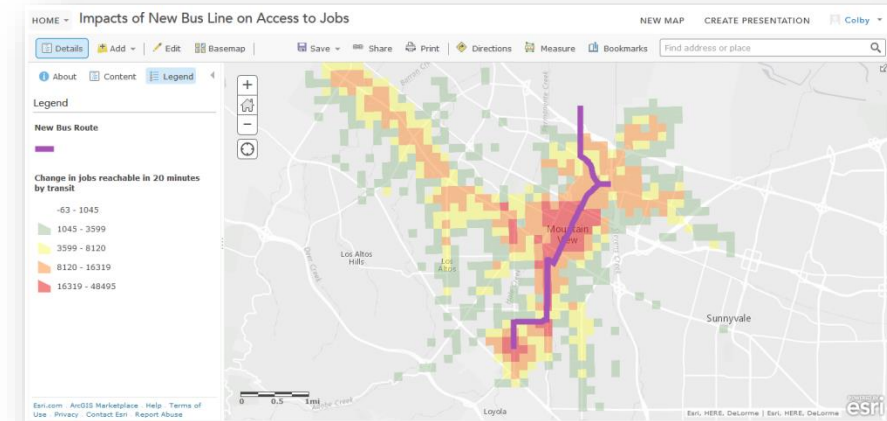 HOME Impacts of New Bus Line on Access to Jobs NEW MAP CREATE PRESENTATION Colby
Details Add Edit Basemap Save Share Print Directions Measure Bookmarks Find address or place
About Content Legend
Legend
New Bus Route
Change in jobs reachable in 20 minutes
by transit
-63 - 1045
1045 - 3599
3599 - 8120
8120 - 16319
16319 - 48495
Esri.com ArcGIS Marketplace Help Terms of
Use Privacy Contact Esri Report Abuse
+
−
Mountain
View
Los Altos
Hills
Los
Altos
Sunnyvale
Loyola
0 0.5 1mi
Esri, HERE, DeLorme | Esri, HERE, DeLorme
esri